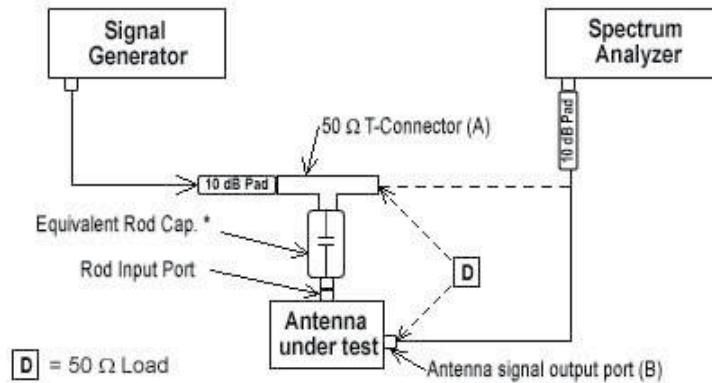 Signal
Generator
Spectrum
Analyzer
50 Ω T-Connector (A)
10 dB Pad
10 dB Pad
Equivalent Rod Cap. *
Rod Input Port
D
Antenna
under test
D = 50 Ω Load
Antenna signal output port (B)